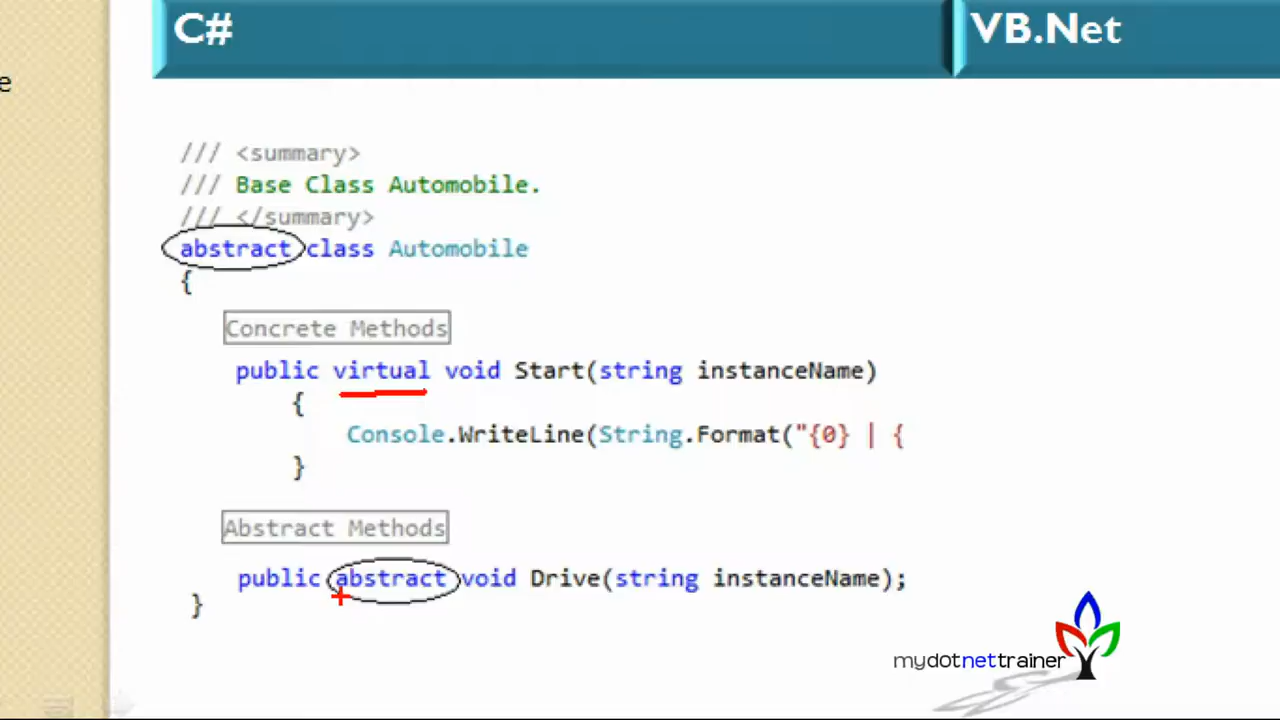 C#
VB.Net
e
/// <summary>
/// Base Class Automobile.
/// </summary>
abstract class Automobile
{
Concrete Methods
public virtual void Start(string instanceName)
{
Console.WriteLine(String.Format("{0} | {
}
Abstract Methods
public abstract void Drive(string instanceName);
}
mydotnettrainer